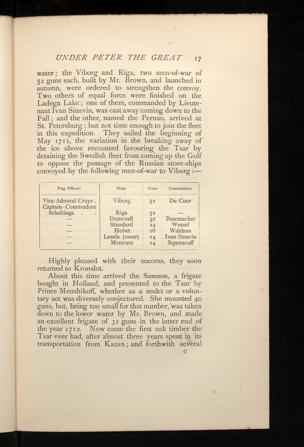 UNDER PETER THE GREAT 17
water; the Viborg and Riga, two men-of-war of
52 guns each, built by Mr. Brown, and launched in
autumn, were ordered to strengthen the convoy.
Two others of equal force were finished on the
Ladoga Lake; one of them, commanded by Lieute-
nant Ivan Sinavin, was cast away coming down to the
Fall; and the other, named the Pernau, arrived at
St. Petersburg; but not time enough to join the fleet
in this expedition. They sailed the beginning of
May 1711, the variation in the breaking away of
the ice above recounted favouring the Tsar by
detaining the Swedish fleet from coming up the Gulf
to oppose the passage of the Russian store-ships
convoyed by the following men-of-war to Viborg:—
Flag Officers Ships Guns Commanders
Vice-Admiral Cruys . Viborg 52 De Cour
Captain-Commodore
Scheltinga . Riga 52 —
— Dumcraft 32 Besemacher
— Standard 24 Wessel
— Hobet 16 Waldron
— Lesela (snow) 14 Ivan Sinavin
— Moncure 14 Squarscoff
Highly pleased with their success, they soon
returned to Kronslot.
About this time arrived the Samson, a frigate
bought in Holland, and presented to the Tsar by
Prince Menshikoff, whether as a mulct or a volun-
tary act was diversely conjectured. She mounted 40
guns, but, being too small for that number, was taken
down to the lower water by Mr. Brown, and made
an excellent frigate of 32 guns in the latter end of
the year 1712. Now came the first oak timber the
Tsar ever had, after almost three years spent in its
transportation from Kazan; and forthwith several
C